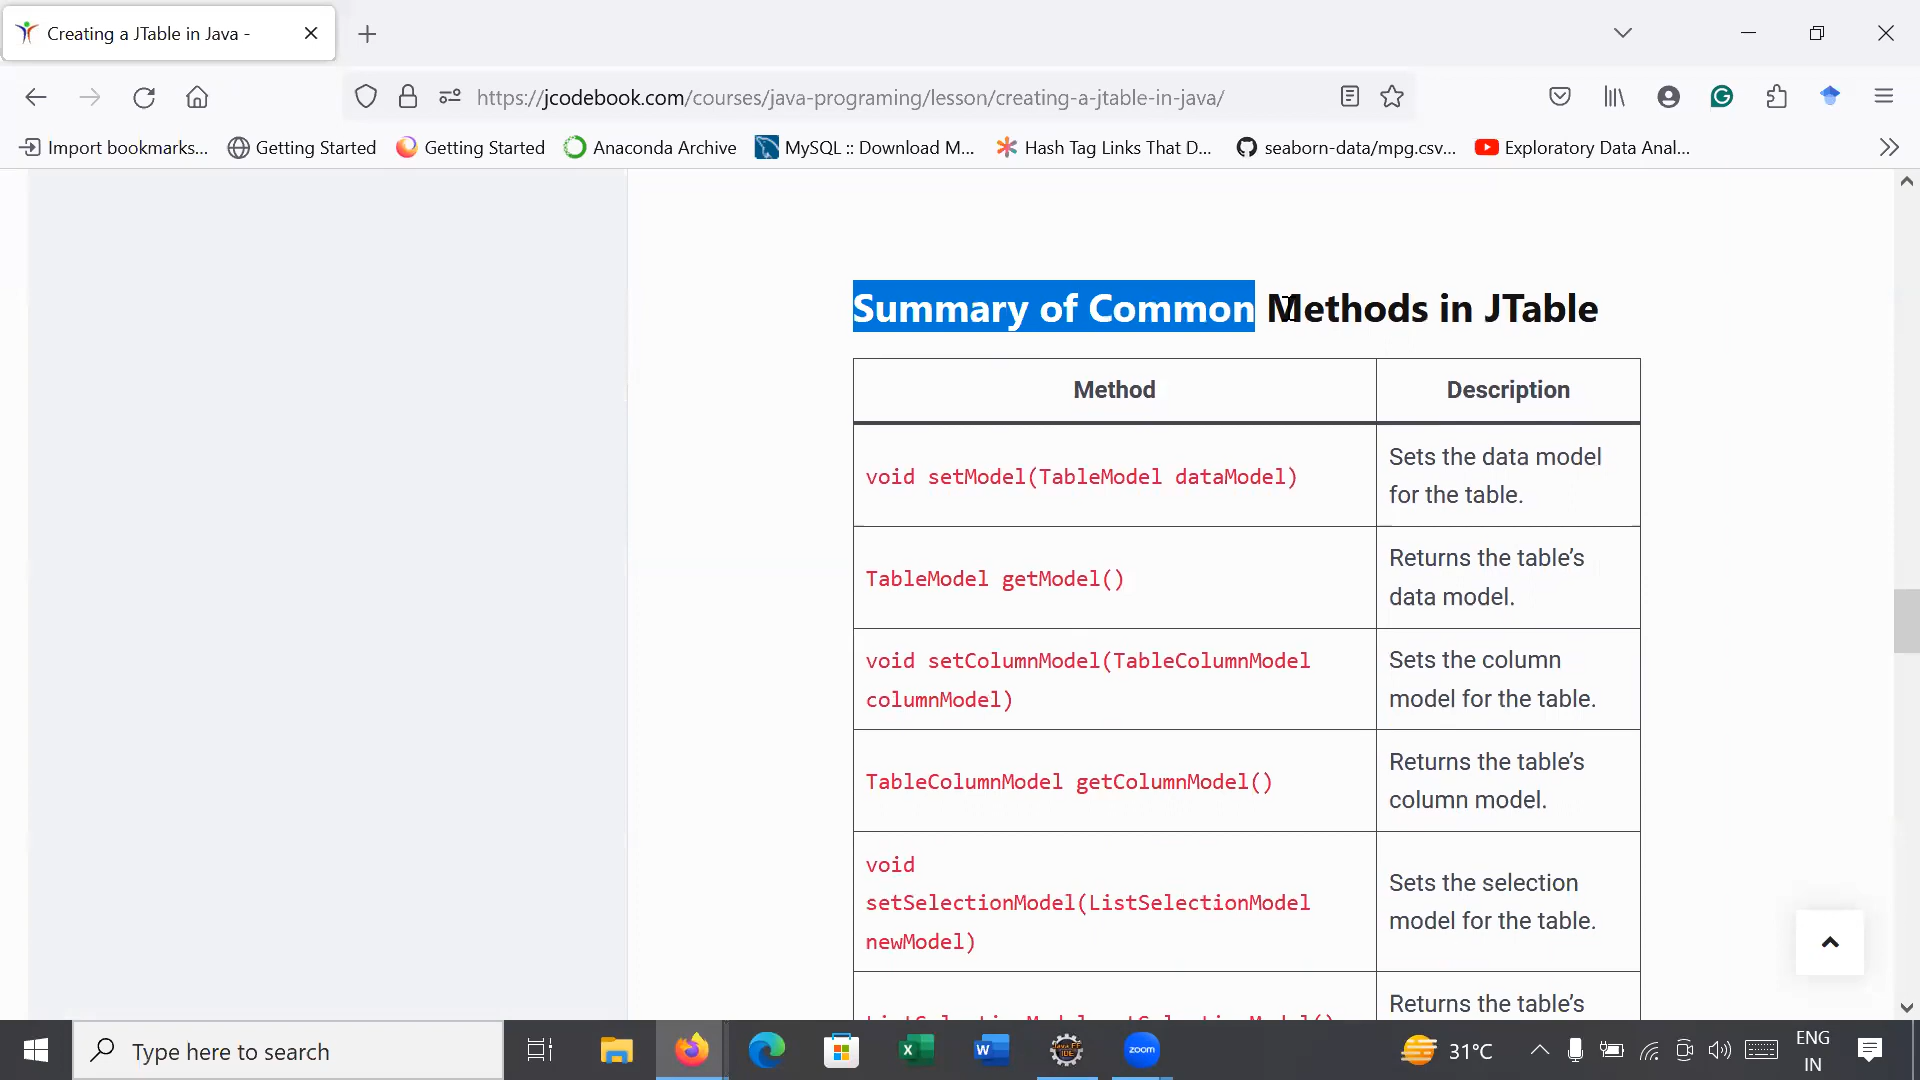 Creating a JTable in Java -
https://jcodebook.com/courses/java-programing/lesson/creating-a-jtable-in-java/
Import bookmarks... Getting Started Getting Started Anaconda Archive MySQL :: Download M... Hash Tag Links That D... seaborn-data/mpg.csv... Exploratory Data Anal...
Summary of Common Methods in JTable
Method Description
void setModel(TableModel dataModel)
Sets the data model
for the table.
TableModel getModel()
Returns the table’s
data model.
void setColumnModel(TableColumnModel
columnModel)
Sets the column
model for the table.
TableColumnModel getColumnModel()
Returns the table’s
column model.
void
setSelectionModel(ListSelectionModel
newModel)
Sets the selection
model for the table.
Returns the table’s
Type here to search
zoom
31°C
ENG
IN